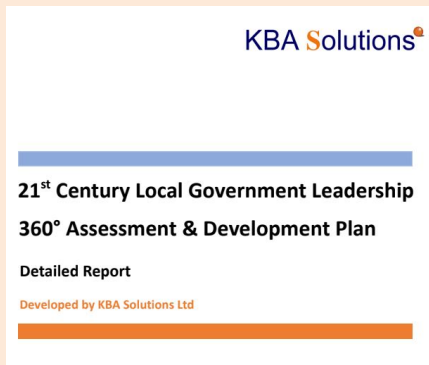 KBA Solutions
21st Century Local Government Leadership
360° Assessment & Development Plan
Detailed Report
Developed by KBA Solutions Ltd